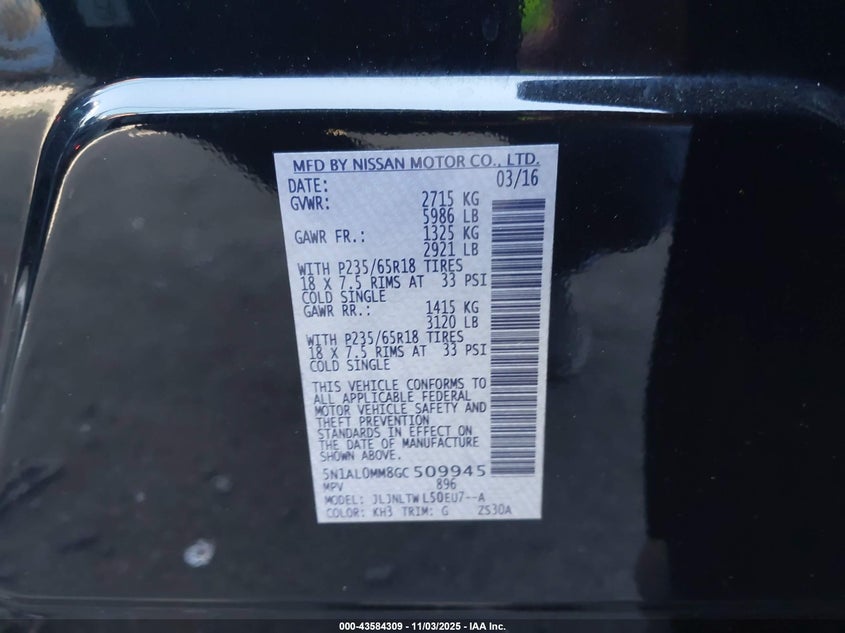 MFD BY NISSAN MOTOR CO., LTD.
DATE: 03/16
GVWR: 2715 KG
5986 LB
GAWR FR.: 1325 KG
2921 LB
WITH P235/65R18 TIRES
18 X 7.5 RIMS AT 33 PSI
COLD SINGLE
GAWR RR.: 1415 KG
3120 LB
WITH P235/65R18 TIRES
18 X 7.5 RIMS AT 33 PSI
COLD SINGLE
THIS VEHICLE CONFORMS TO
ALL APPLICABLE FEDERAL
MOTOR VEHICLE SAFETY AND
THEFT PREVENTION
STANDARDS IN EFFECT ON
THE DATE OF MANUFACTURE
SHOWN ABOVE.
5N1AL0MM8GC509945
MPV 896
MODEL: JLJNLTWL50EU7--A
COLOR: KH3 TRIM: G ZS30A
000-43584309 - 11/03/2025 - IAA Inc.